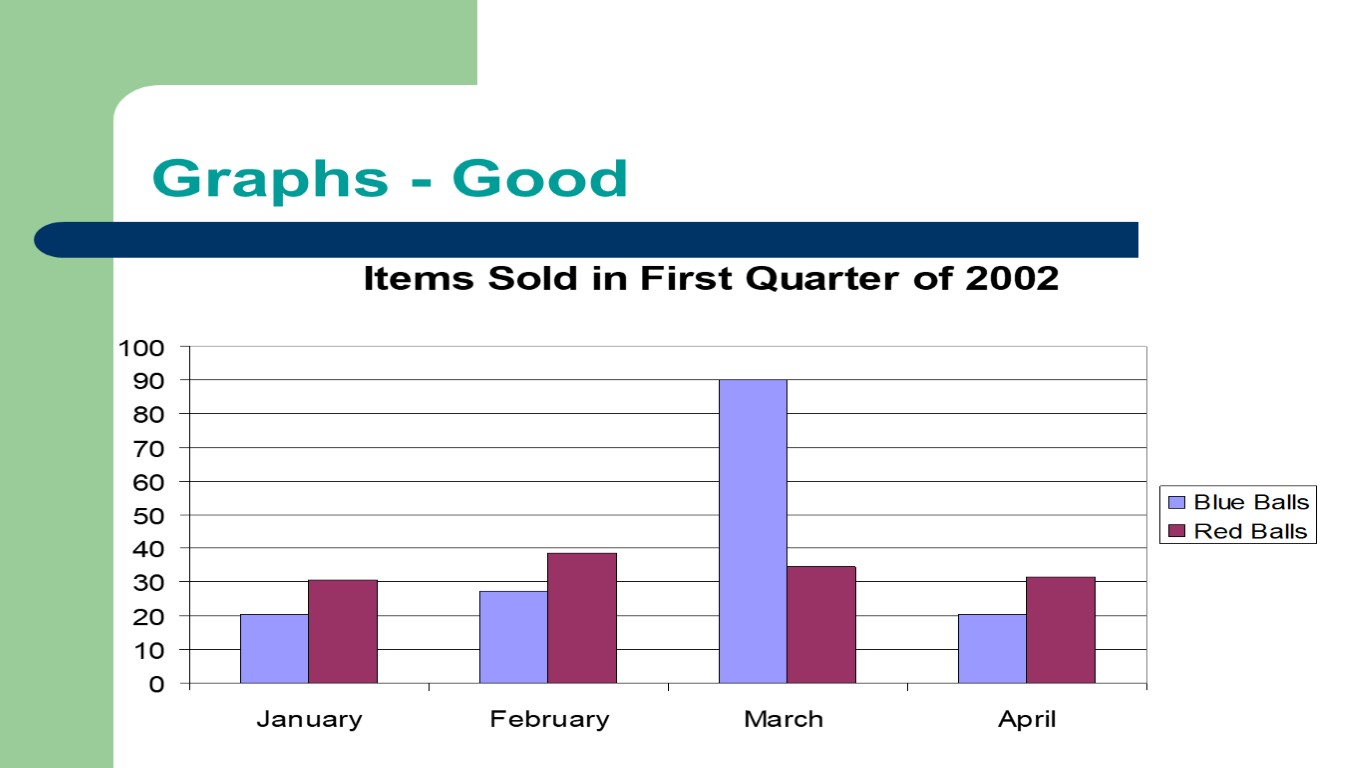 Graphs - Good
Items Sold in First Quarter of 2002
100
90
80
70
60
50
40
30
20
10
0
January February March April
Blue Balls
Red Balls